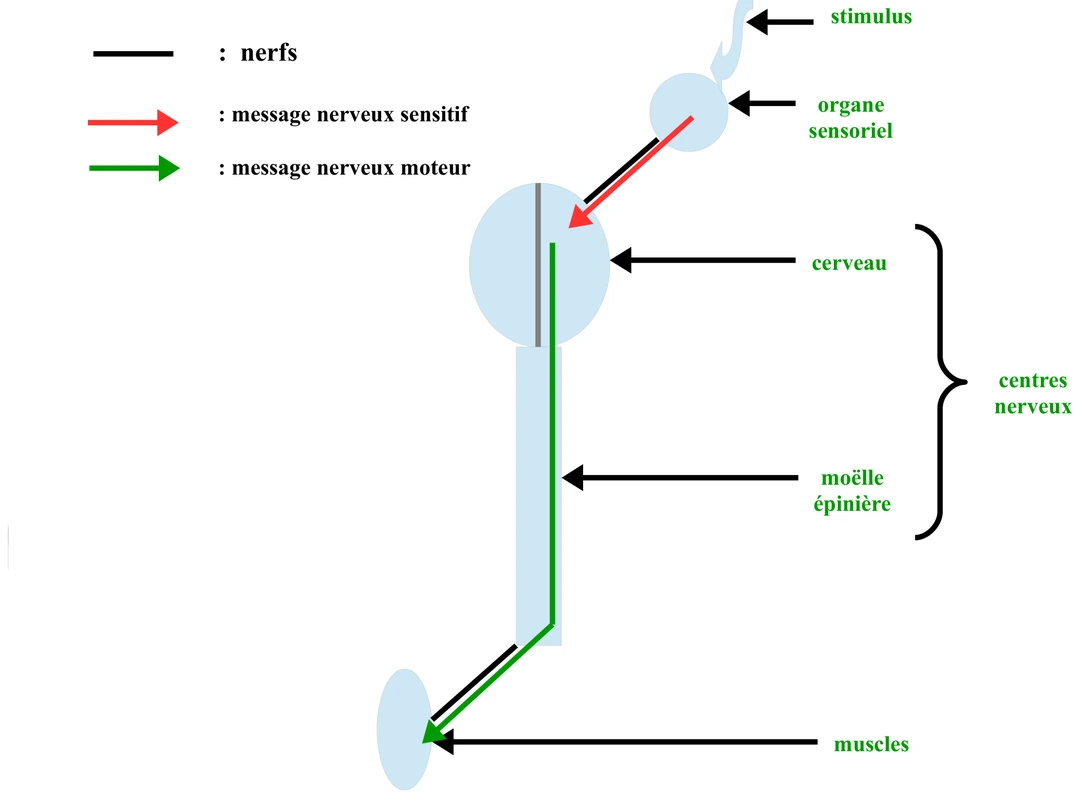 stimulus
: nerfs
organe
sensoriel
: message nerveux sensitif
: message nerveux moteur
cerveau
centres
nerveux
moëlle
épinière
muscles